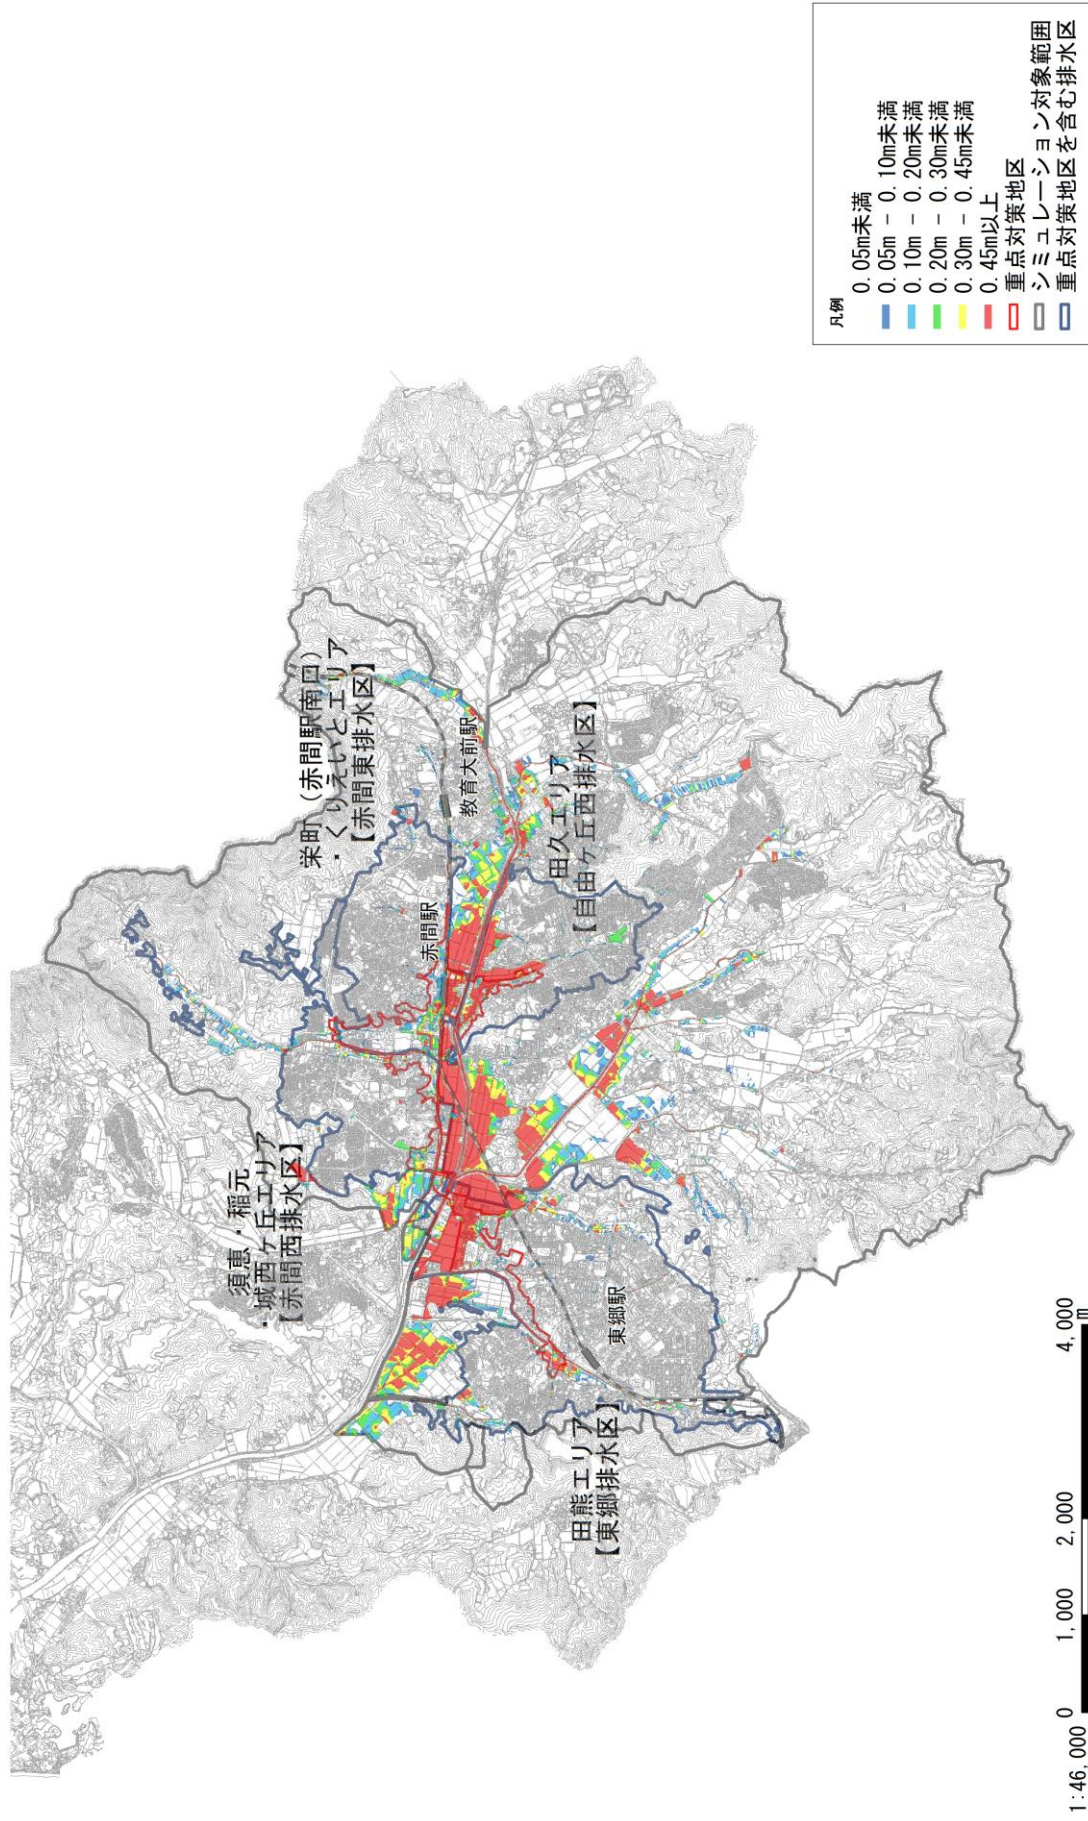 栄町（赤間駅南口）
・くりえいとエリア
【赤間東排水区】
教育大前駅
赤間駅
田久エリア
【自由ヶ丘西排水区】
須恵・稲元
・城西ヶ丘エリア
【赤間西排水区】
東郷駅
田熊エリア
【東郷排水区】
凡例
0.05m未満
0.05m - 0.10m未満
0.10m - 0.20m未満
0.20m - 0.30m未満
0.30m - 0.45m未満
0.45m以上
重点対策地区
シミュレーション対象範囲
重点対策地区を含む排水区
1:46,000
0 1,000 2,000 4,000
m